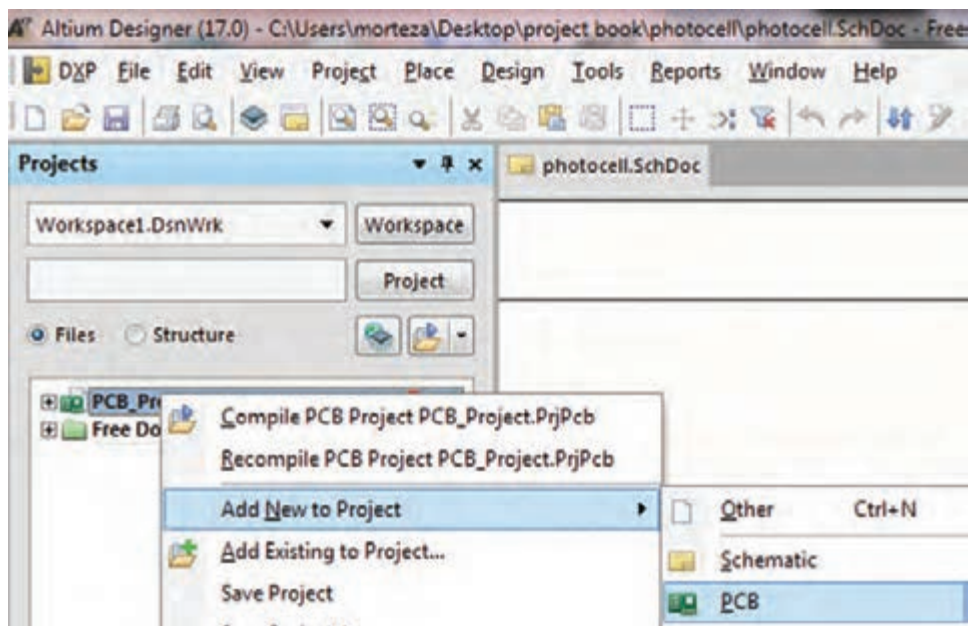 Altium Designer (17.0) - C:\Users\morteza\Desktop\project book\photocell\photocell.SchDoc - Free
DXP File Edit View Project Place Design Tools Reports Window Help
Projects
photocell.SchDoc
Workspace1.DsnWrk
Workspace
Project
Files Structure
PCB_Pr
Free Do
Compile PCB Project PCB_Project.PrjPcb
Recompile PCB Project PCB_Project.PrjPcb
Add New to Project
Add Existing to Project...
Save Project
Other Ctrl+N
Schematic
PCB